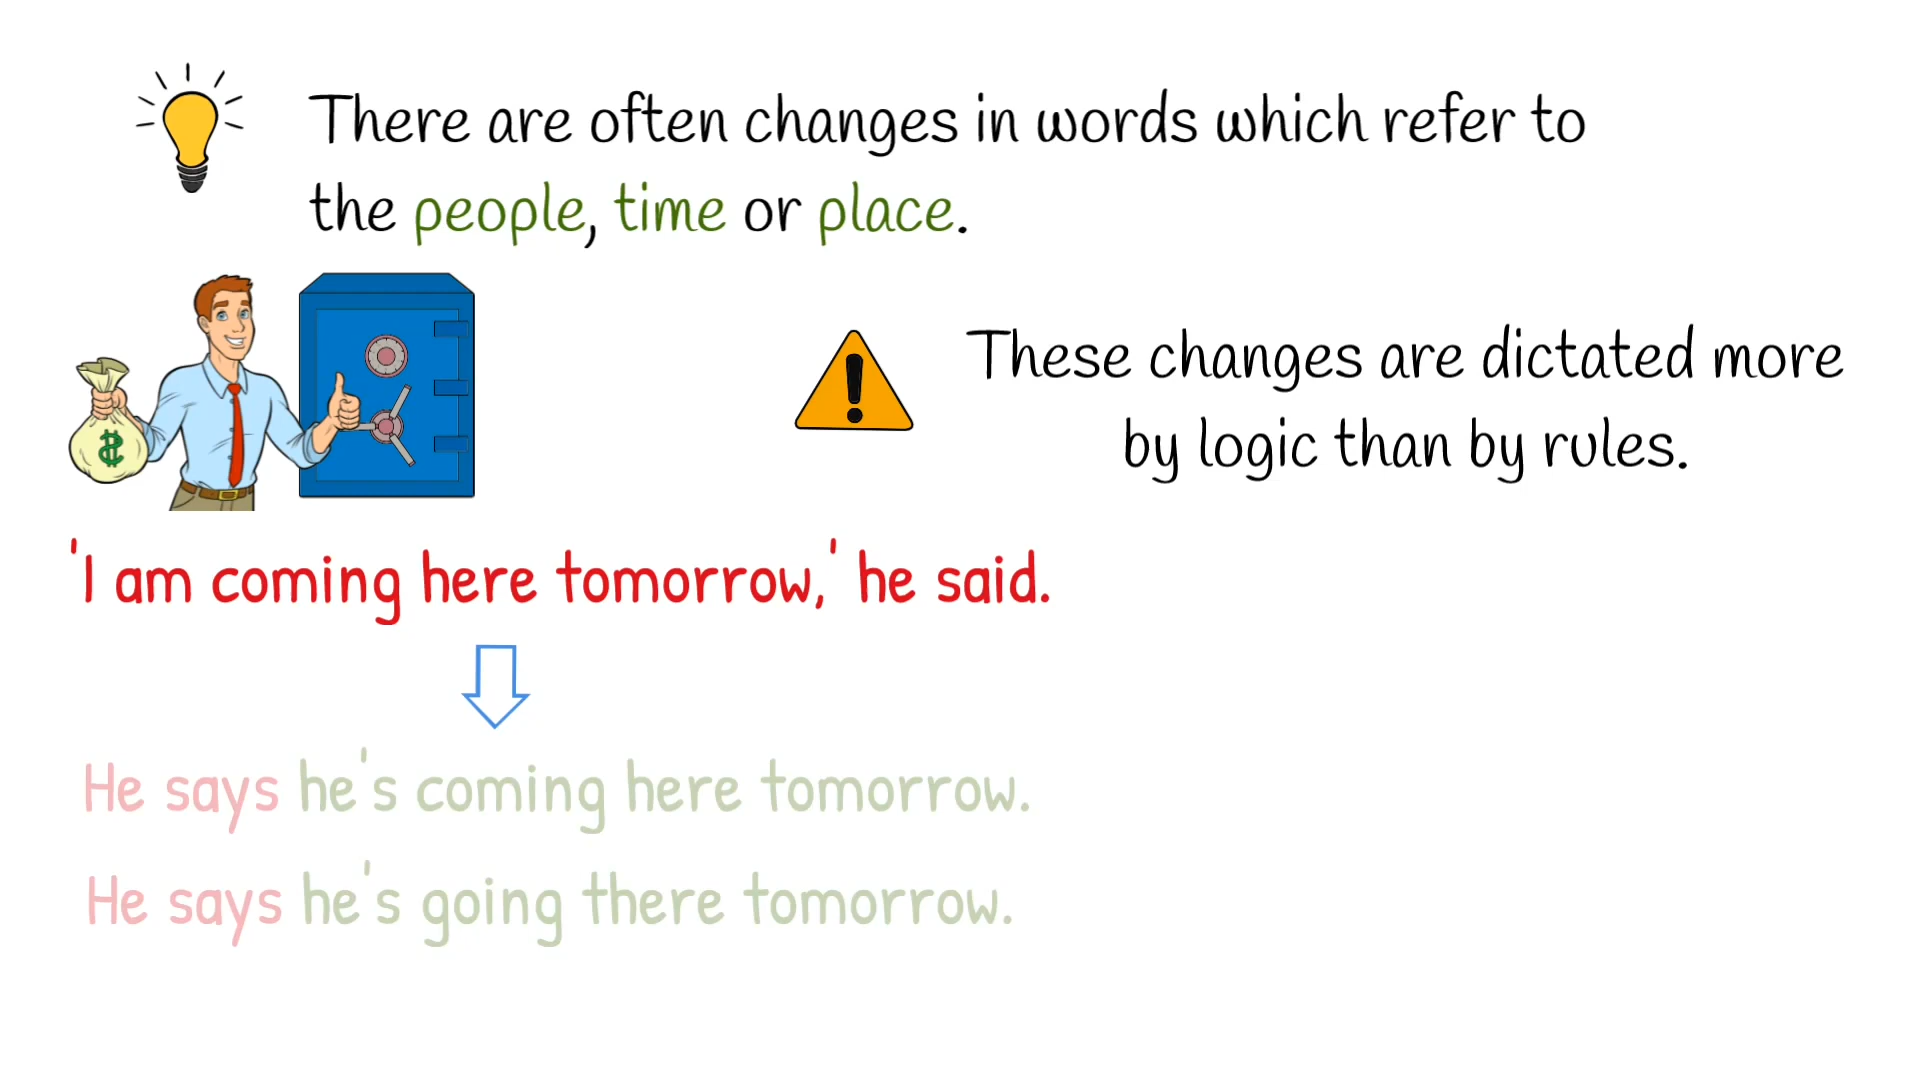 There are often changes in words which refer to
the people, time or place.
These changes are dictated more
by logic than by rules.
'I am coming here tomorrow,' he said.
He says he's coming here tomorrow.
He says he's going there tomorrow.